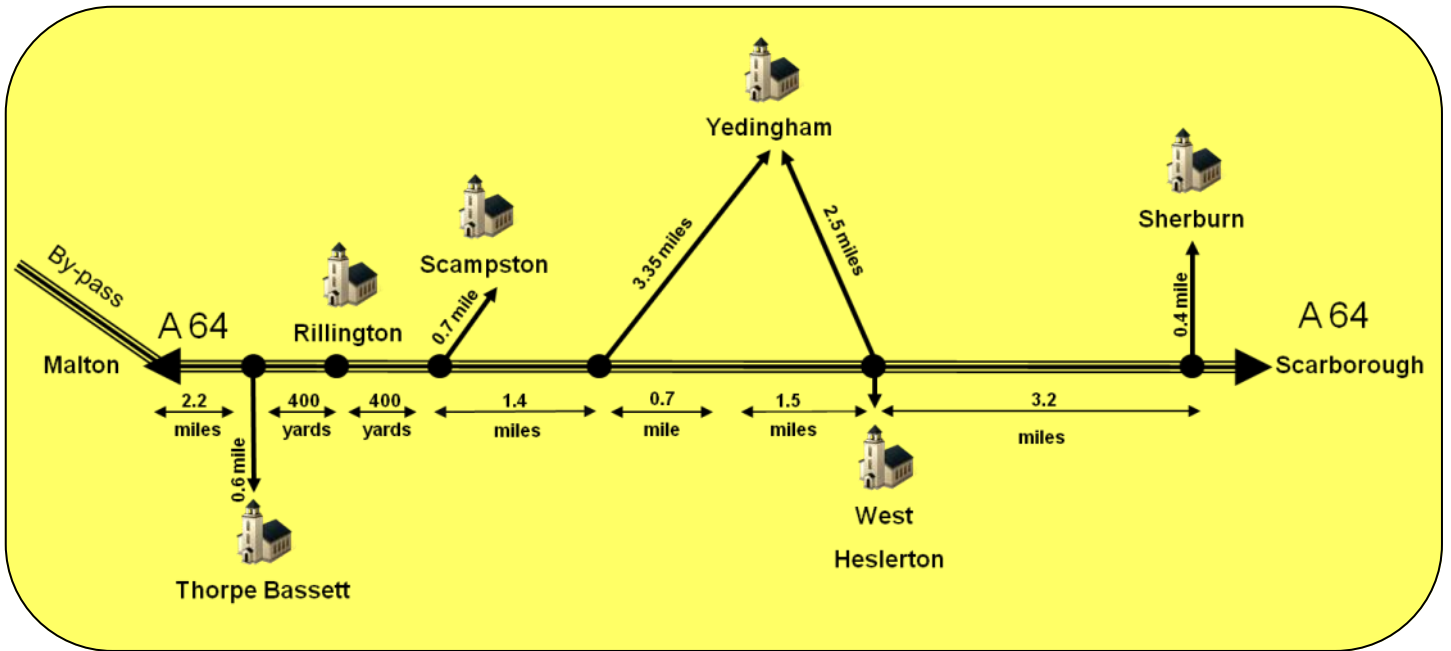 Yedingham
Sherburn
2.5 miles
3.35 miles
Scampston
By-pass
0.7 mile
0.4 mile
A 64
A 64
Rillington
Malton
Scarborough
2.2
miles
400
yards
400
yards
1.4
miles
0.7
mile
1.5
miles
3.2
miles
0.6 mile
West
Heslerton
Thorpe Bassett